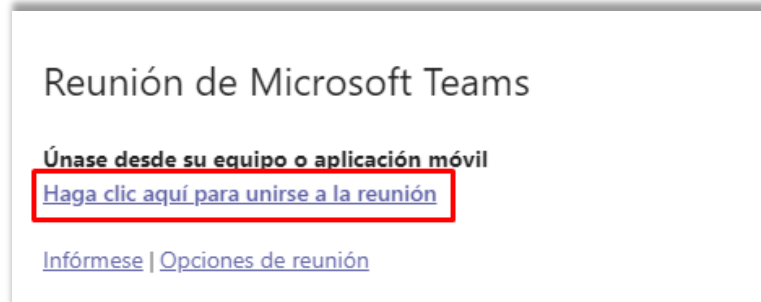 Reunión de Microsoft Teams
Únase desde su equipo o aplicación móvil
Haga clic aquí para unirse a la reunión
Infórmese | Opciones de reunión